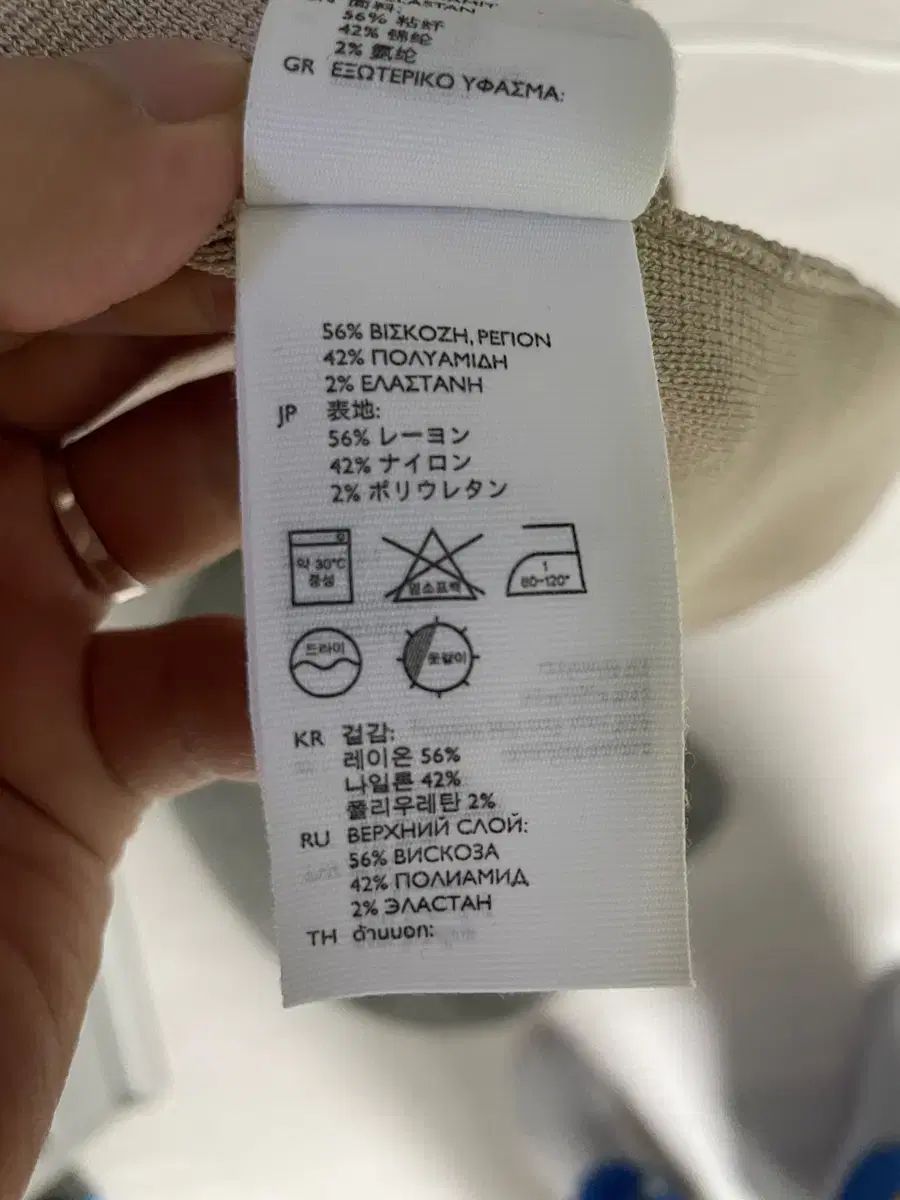 ELASTAN
面料:
56% 粘纤
42% 锦纶
2% 氨纶
GR ΕΞΩΤΕΡΙΚΟ ΥΦΑΣΜΑ:
56% ΒΙΣΚΟΖΗ, ΡΕΓΙΟΝ
42% ΠΟΛΥΑΜΙΔΗ
2% ΕΛΑΣΤΑΝΗ
JP 表地:
56% レーヨン
42% ナイロン
2% ポリウレタン
약 30°C
중성
염소표백
1
80-120°
드라이
옷걸이
KR 겉감:
레이온 56%
나일론 42%
폴리우레탄 2%
RU ВЕРХНИЙ СЛОЙ:
56% ВИСКОЗА
42% ПОЛИАМИД
2% ЭЛАСТАН
TH ด้านนอก: